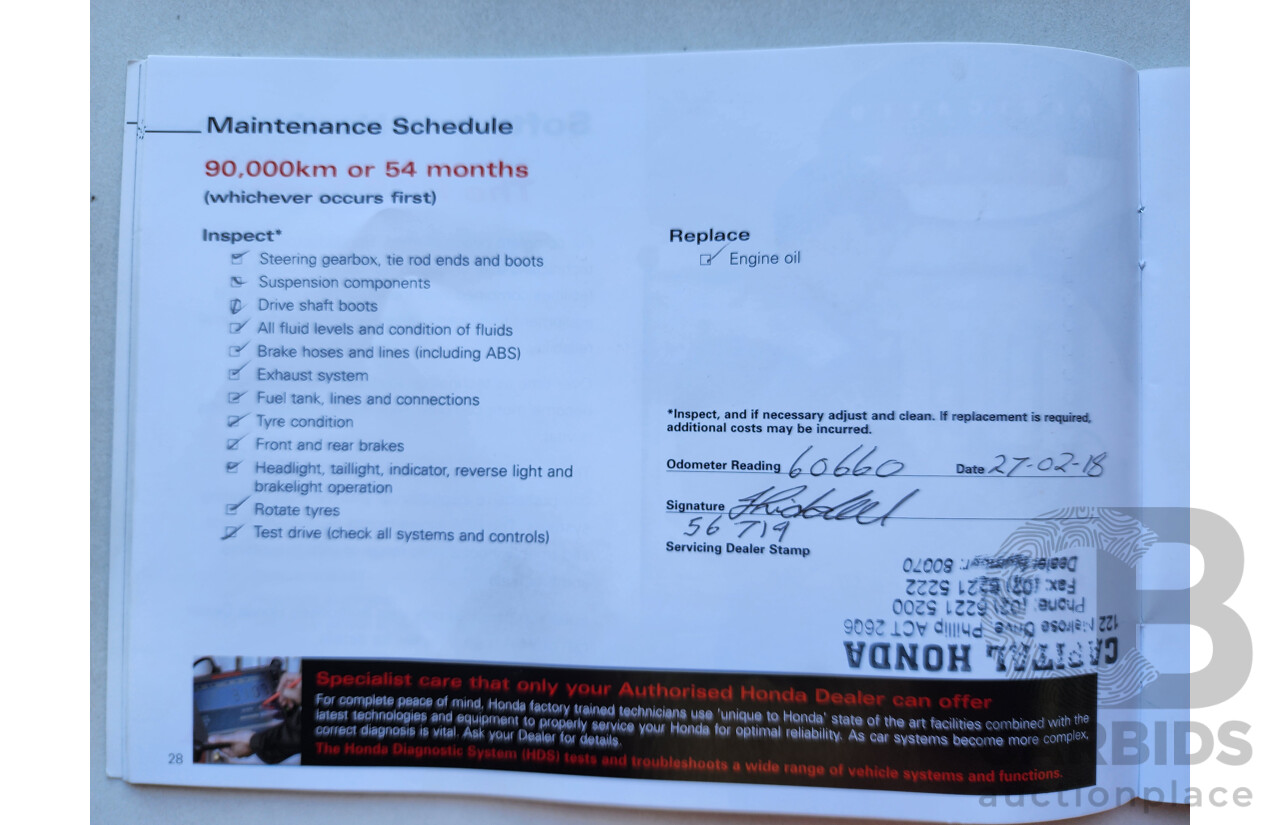 Maintenance Schedule
90,000km or 54 months
(whichever occurs first)
Inspect*
Steering gearbox, tie rod ends and boots
Suspension components
Drive shaft boots
All fluid levels and condition of fluids
Brake hoses and lines (including ABS)
Exhaust system
Fuel tank, lines and connections
Tyre condition
Front and rear brakes
Headlight, taillight, indicator, reverse light and
brakelight operation
Rotate tyres
Test drive (check all systems and controls)
Replace
Engine oil
*Inspect, and if necessary adjust and clean. If replacement is required,
additional costs may be incurred.
Odometer Reading 60660 Date 27-02-18
Signature
56 719
Servicing Dealer Stamp
CAPITAL HONDA
122 Melrose Drive, Phillip ACT 2606
Phone: (02) 6221 5200
Fax: (02) 6221 5222
Dealer Number: 80070
Specialist care that only your Authorised Honda Dealer can offer
For complete peace of mind, Honda factory trained technicians use 'unique to Honda' state of the art facilities combined with the
latest technologies and equipment to properly service your Honda for optimal reliability. As car systems become more complex,
correct diagnosis is vital. Ask your Dealer for details.
The Honda Diagnostic System (HDS) tests and troubleshoots a wide range of vehicle systems and functions.
28
RBIDS
auctionplace